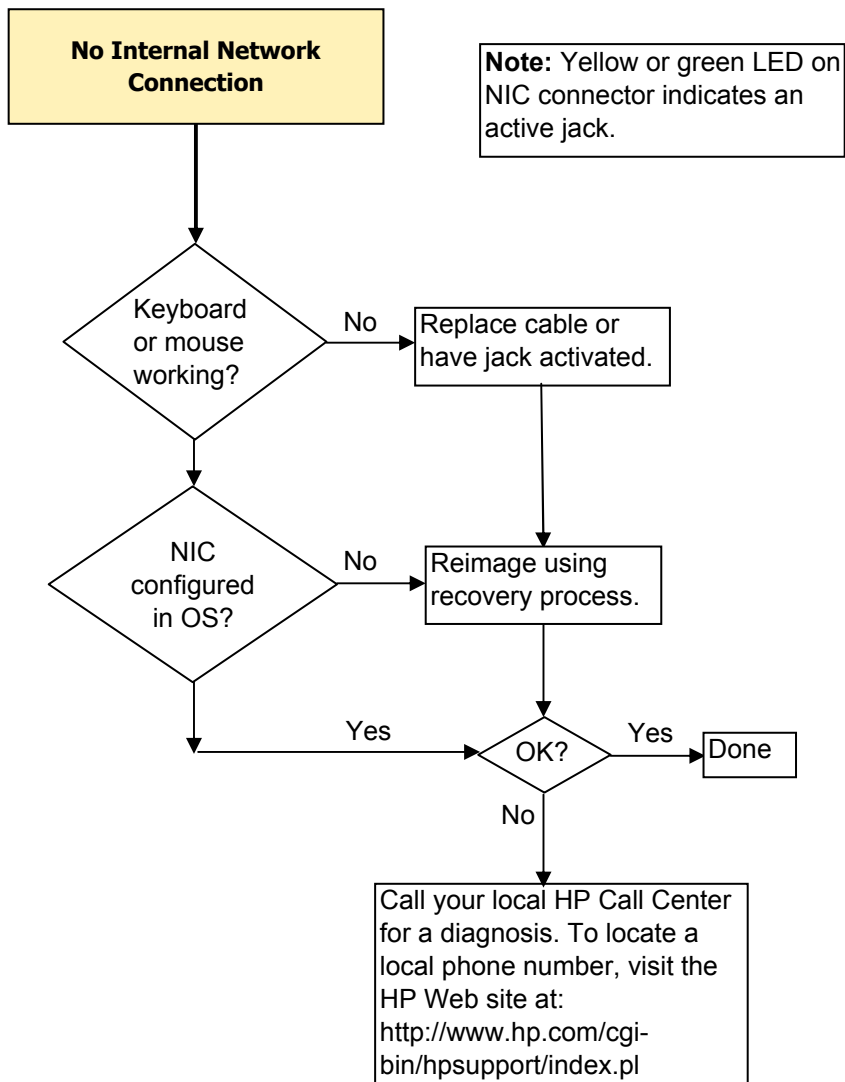 No Internal Network
Connection
Note: Yellow or green LED on
NIC connector indicates an
active jack.
Keyboard
or mouse
working?
No
Replace cable or
have jack activated.
NIC
configured
in OS?
No
Reimage using
recovery process.
Yes
OK?
Yes
Done
No
Call your local HP Call Center
for a diagnosis. To locate a
local phone number, visit the
HP Web site at:
http://www.hp.com/cgi-
bin/hpsupport/index.pl